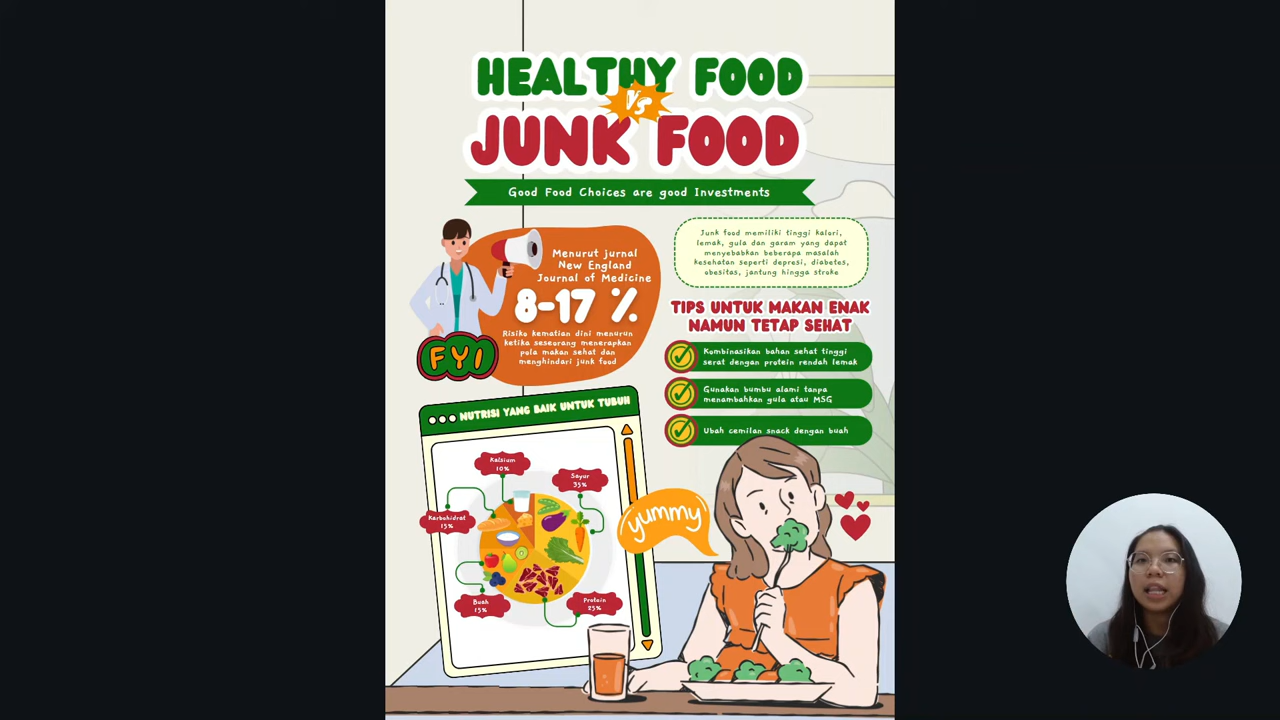 HEALTHY FOOD
VS
JUNK FOOD
Good Food Choices are good Investments
Menurut jurnal
New England
Journal of Medicine
8-17 %
Risiko kematian dini menurun
ketika seseorang menerapkan
pola makan sehat dan
menghindari junk food
FYI
Junk food memiliki tinggi kalori,
lemak, gula dan garam yang dapat
menyebabkan beberapa masalah
kesehatan seperti depresi, diabetes,
obesitas, jantung hingga stroke
TIPS UNTUK MAKAN ENAK
NAMUN TETAP SEHAT
Kombinasikan bahan sehat tinggi
serat dengan protein rendah lemak
Gunakan bumbu alami tanpa
menambahkan gula atau MSG
Ubah cemilan snack dengan buah
NUTRISI YANG BAIK UNTUK TUBUH
Kalsium
10%
Sayur
35%
Karbohidrat
15%
Buah
15%
Protein
25%
yummy